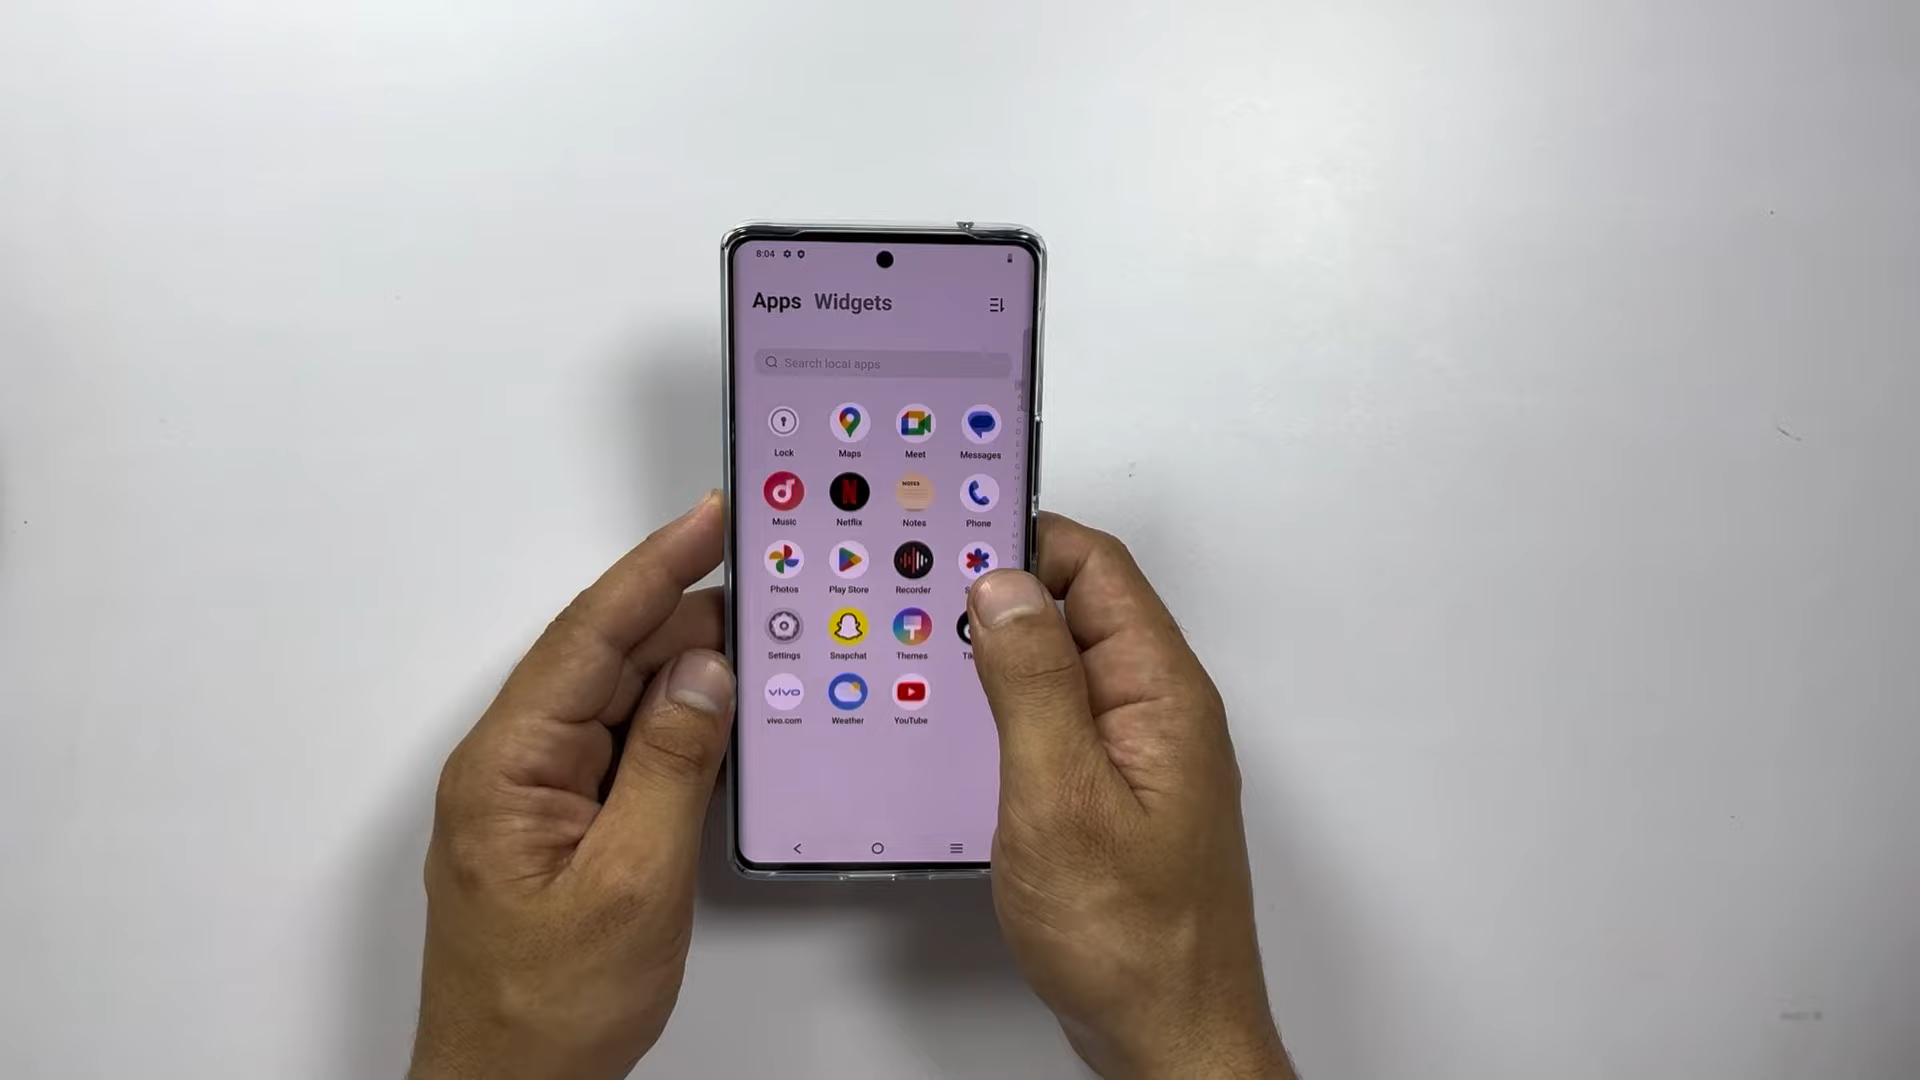 8:04
Apps Widgets
Search local apps
Lock Maps Meet Messages
NOTES
Music Netflix Notes Phone
Photos Play Store Recorder
Settings Snapchat Themes
vivo
vivo.com Weather YouTube